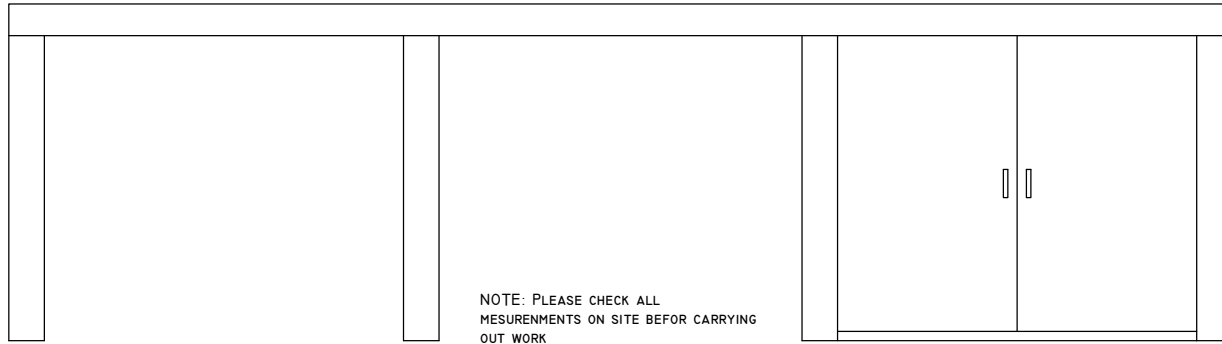 NOTE: PLEASE CHECK ALL
MESURENMENTS ON SITE BEFOR CARRYING
OUT WORK